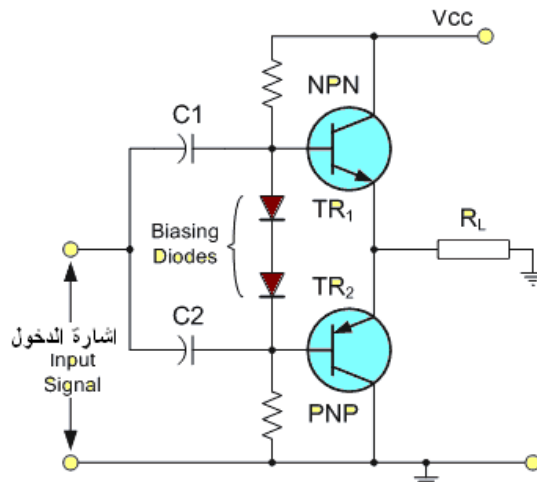 Vcc
NPN
C1
TR1
Biasing
Diodes
RL
TR2
C2
اشارة الدخول
Input
Signal
PNP